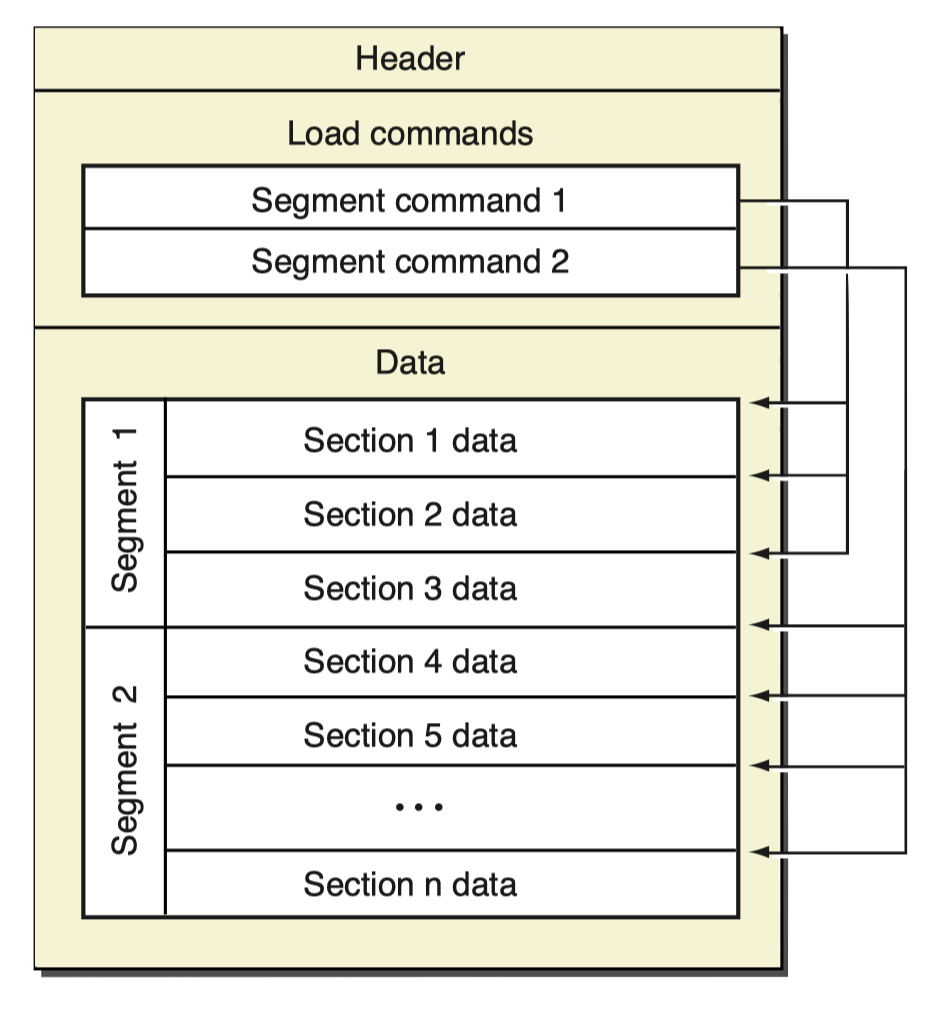 Header
Load commands
Segment command 1
Segment command 2
Data
Segment 1
Section 1 data
Section 2 data
Section 3 data
Segment 2
Section 4 data
Section 5 data
...
Section n data